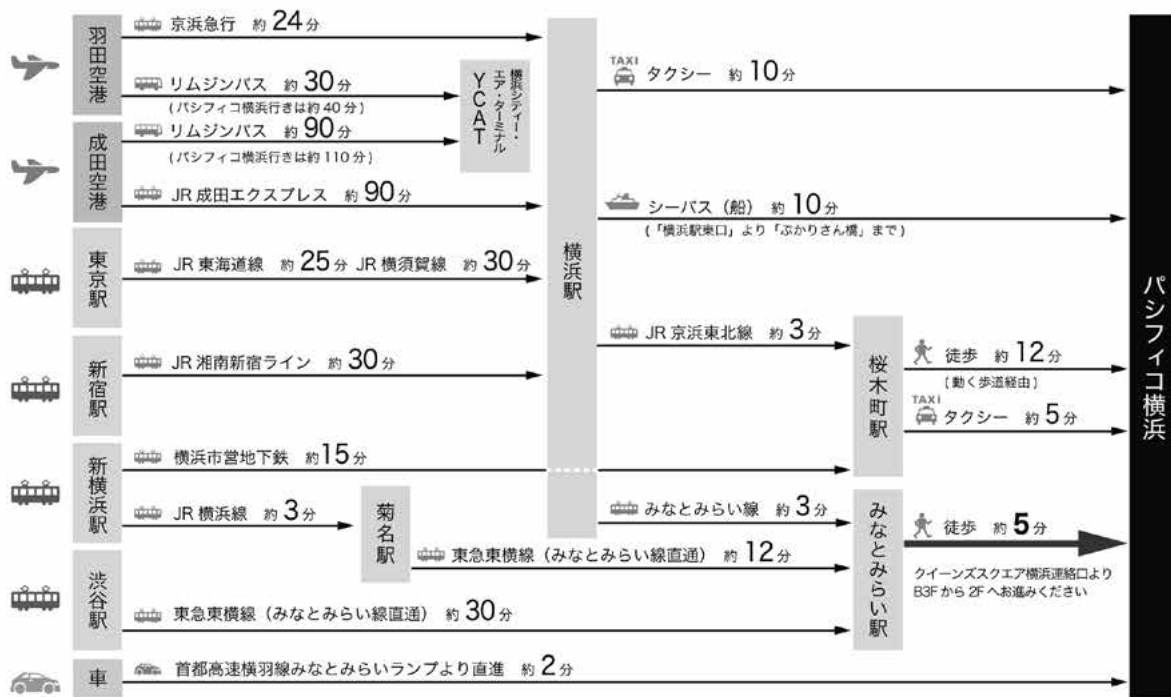 羽田空港
京浜急行 約24分
リムジンバス 約30分
(パシフィコ横浜行きは約40分)
成田空港
リムジンバス 約90分
(パシフィコ横浜行きは約110分)
JR成田エクスプレス 約90分
横浜シティー・
エア・ターミナル
YCAT
東京駅
JR東海道線 約25分 JR横須賀線 約30分
新宿駅
JR湘南新宿ライン 約30分
新横浜駅
横浜市営地下鉄 約15分
JR横浜線 約3分
菊名駅
東急東横線(みなとみらい線直通) 約12分
渋谷駅
東急東横線(みなとみらい線直通) 約30分
車
首都高速横羽線みなとみらいランプより直進 約2分
横浜駅
TAXI
タクシー 約10分
シーバス(船) 約10分
(「横浜駅東口」より「ぷかりさん橋」まで)
JR京浜東北線 約3分
みなとみらい線 約3分
桜木町駅
徒歩 約12分
(動く歩道経由)
TAXI
タクシー 約5分
みなとみらい駅
徒歩 約5分
クイーンズスクエア横浜連絡口より
B3Fから2Fへお進みください
パシフィコ横浜